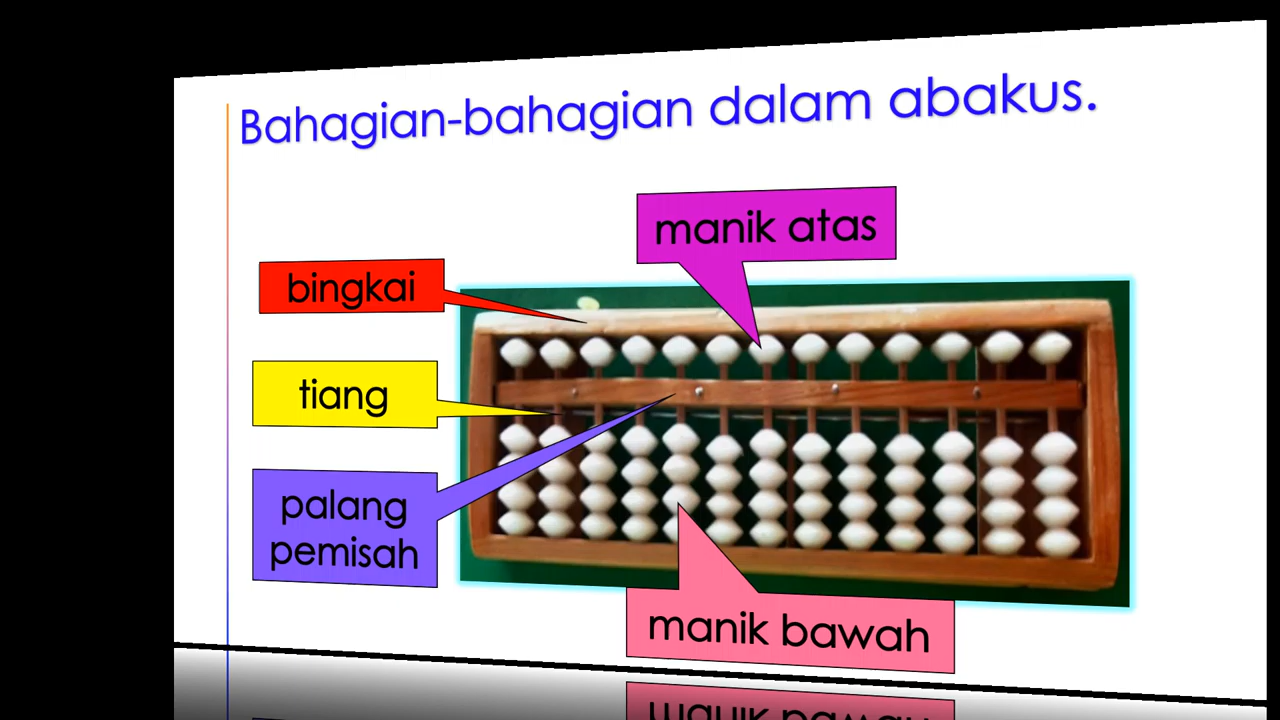 Bahagian-bahagian dalam abakus.
manik atas
bingkai
tiang
palang
pemisah
manik bawah